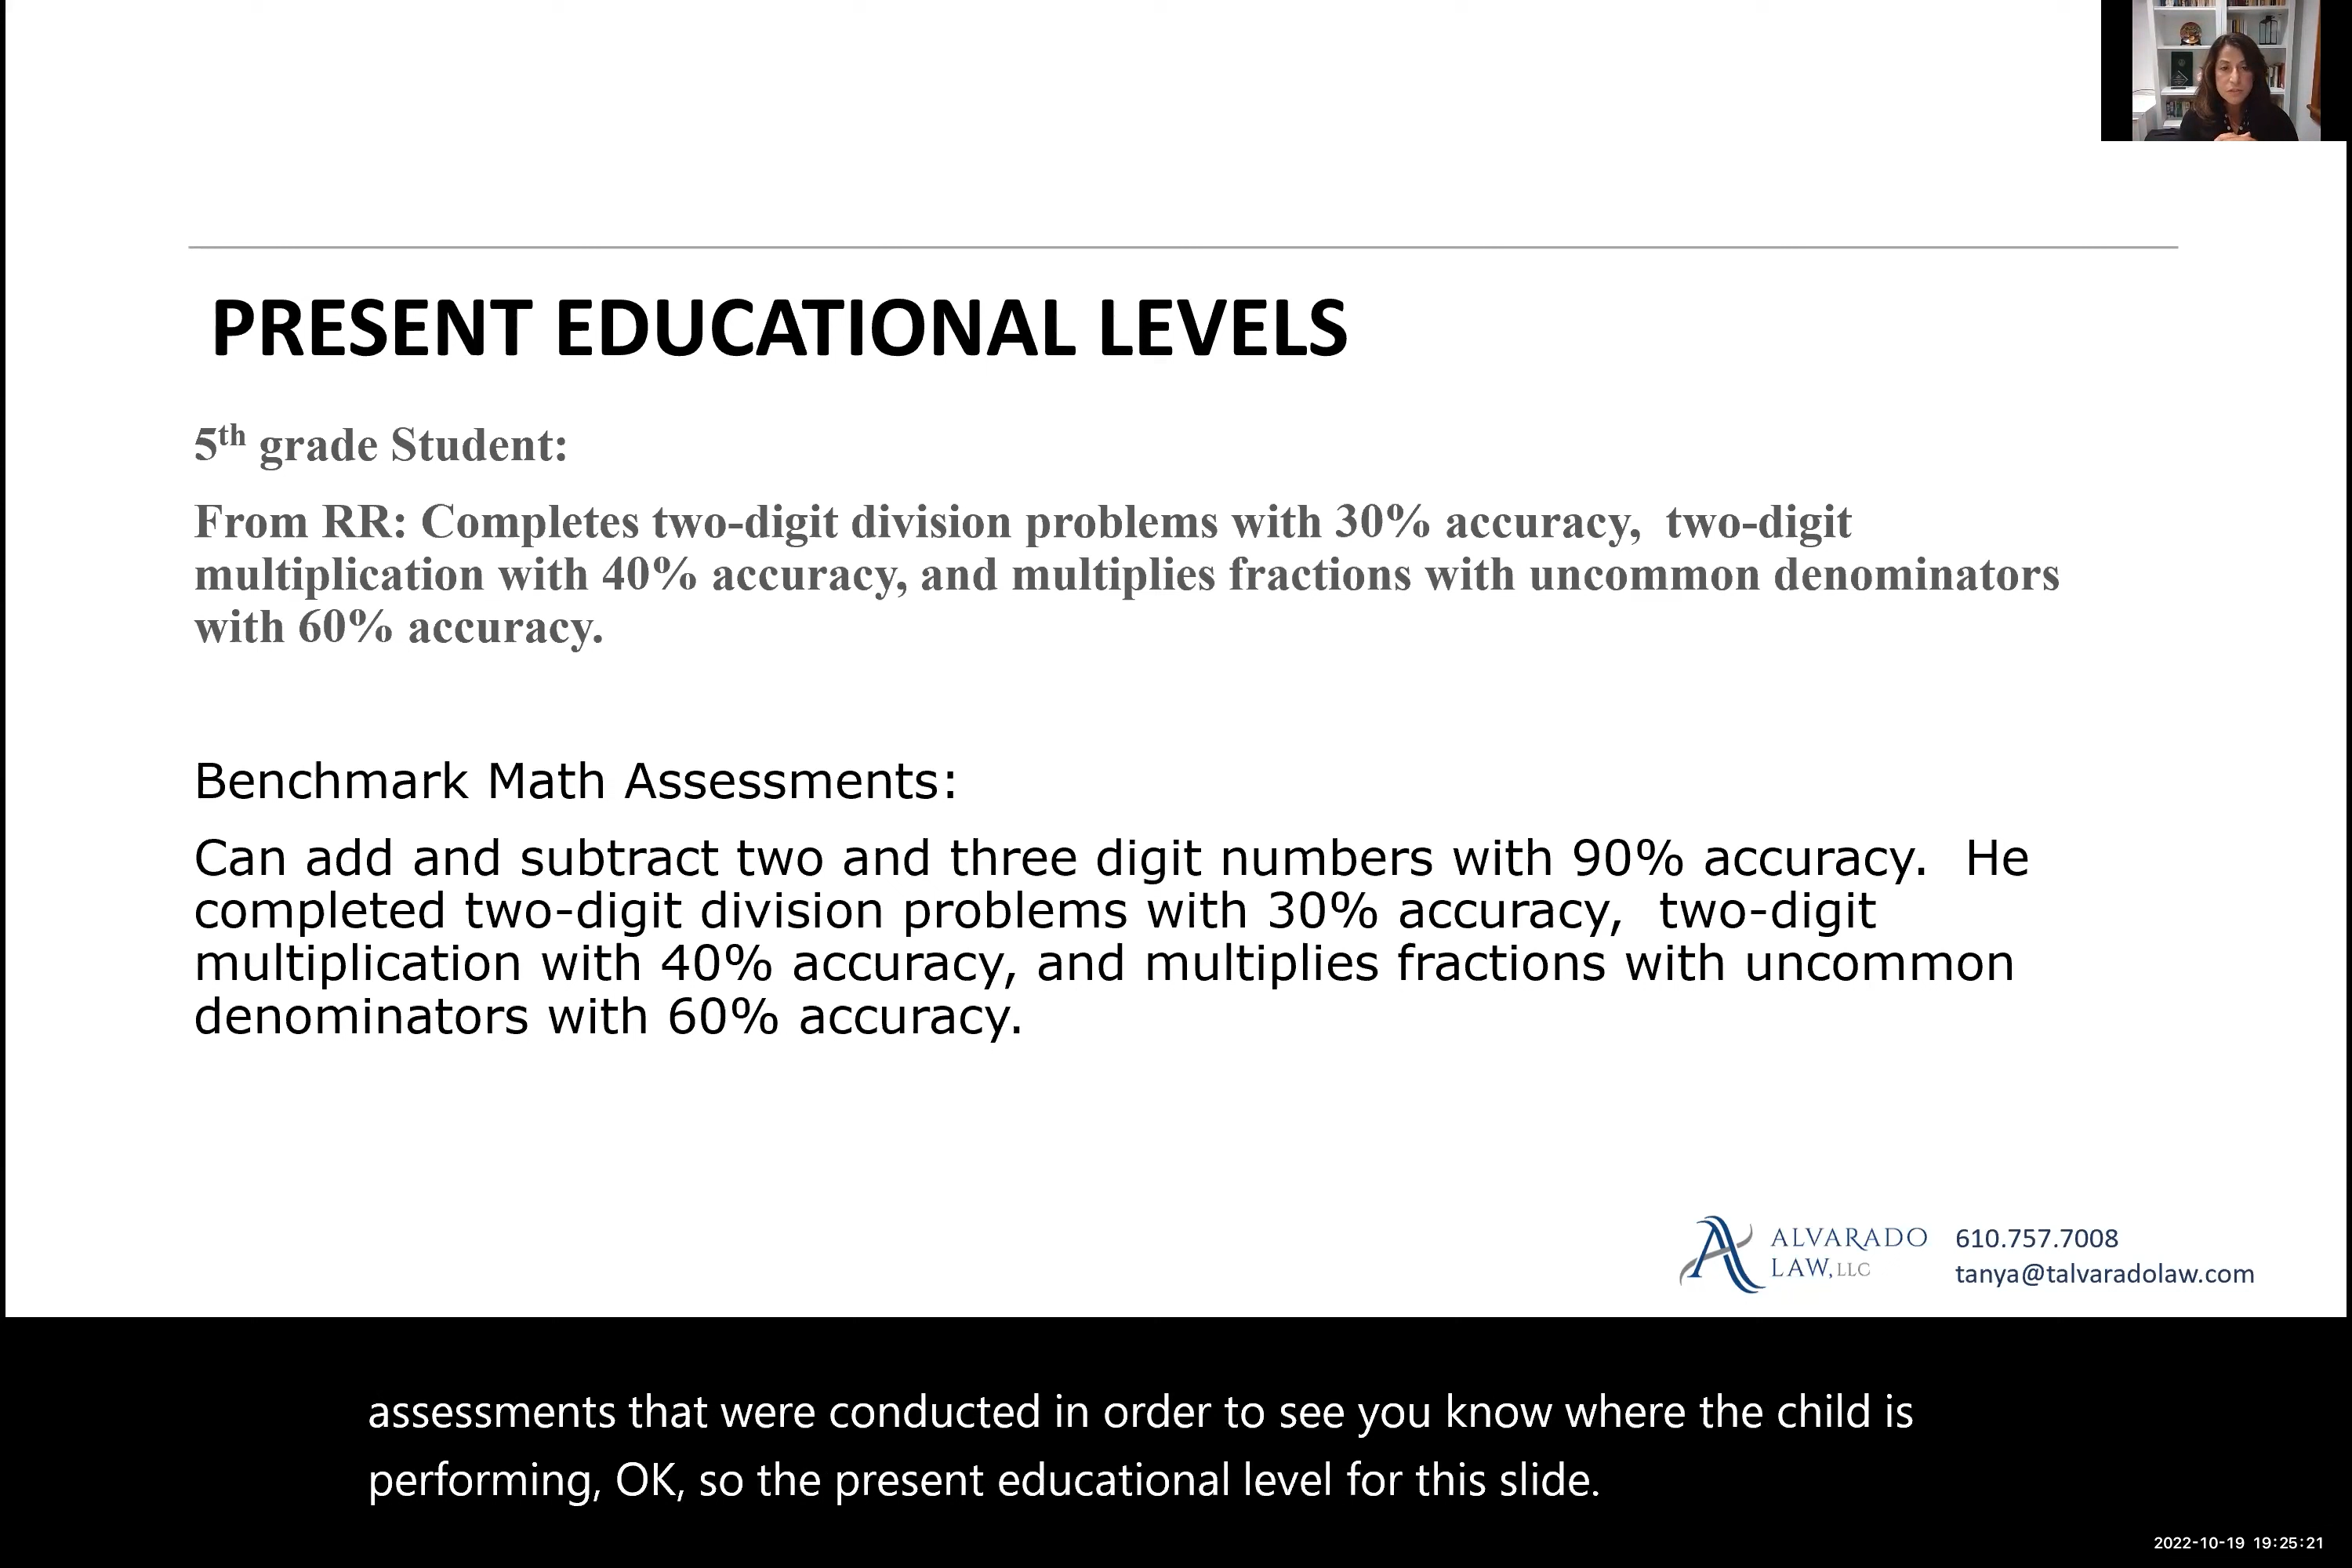 PRESENT EDUCATIONAL LEVELS
5th grade Student:
From RR: Completes two-digit division problems with 30% accuracy,  two-digit
multiplication with 40% accuracy, and multiplies fractions with uncommon denominators
with 60% accuracy.
Benchmark Math Assessments:
Can add and subtract two and three digit numbers with 90% accuracy.  He
completed two-digit division problems with 30% accuracy,  two-digit
multiplication with 40% accuracy, and multiplies fractions with uncommon
denominators with 60% accuracy.
ALVARADO
LAW, LLC
610.757.7008
tanya@talvaradolaw.com
assessments that were conducted in order to see you know where the child is
performing, OK, so the present educational level for this slide.
2022-10-19 19:25:21